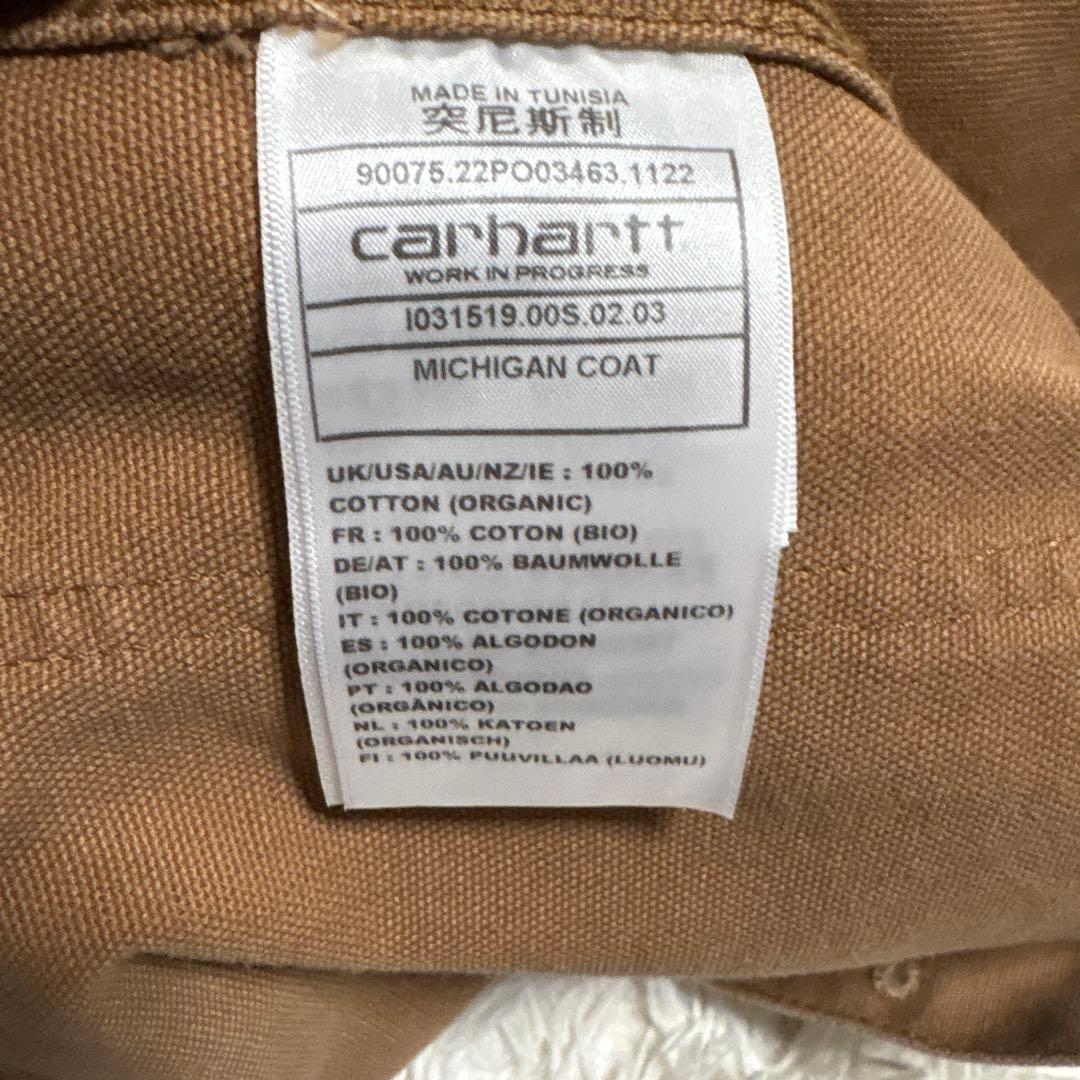 MADE IN TUNISIA
突尼斯制
90075.22PO03463.1122
carhartt
WORK IN PROGRESS
I031519.00S.02.03
MICHIGAN COAT
UK/USA/AU/NZ/IE : 100%
COTTON (ORGANIC)
FR : 100% COTON (BIO)
DE/AT : 100% BAUMWOLLE
(BIO)
IT : 100% COTONE (ORGANICO)
ES : 100% ALGODON
(ORGANICO)
PT : 100% ALGODAO
(ORGÂNICO)
NL : 100% KATOEN
(ORGANISCH)
FI : 100% PUUVILLAA (LUOMU)